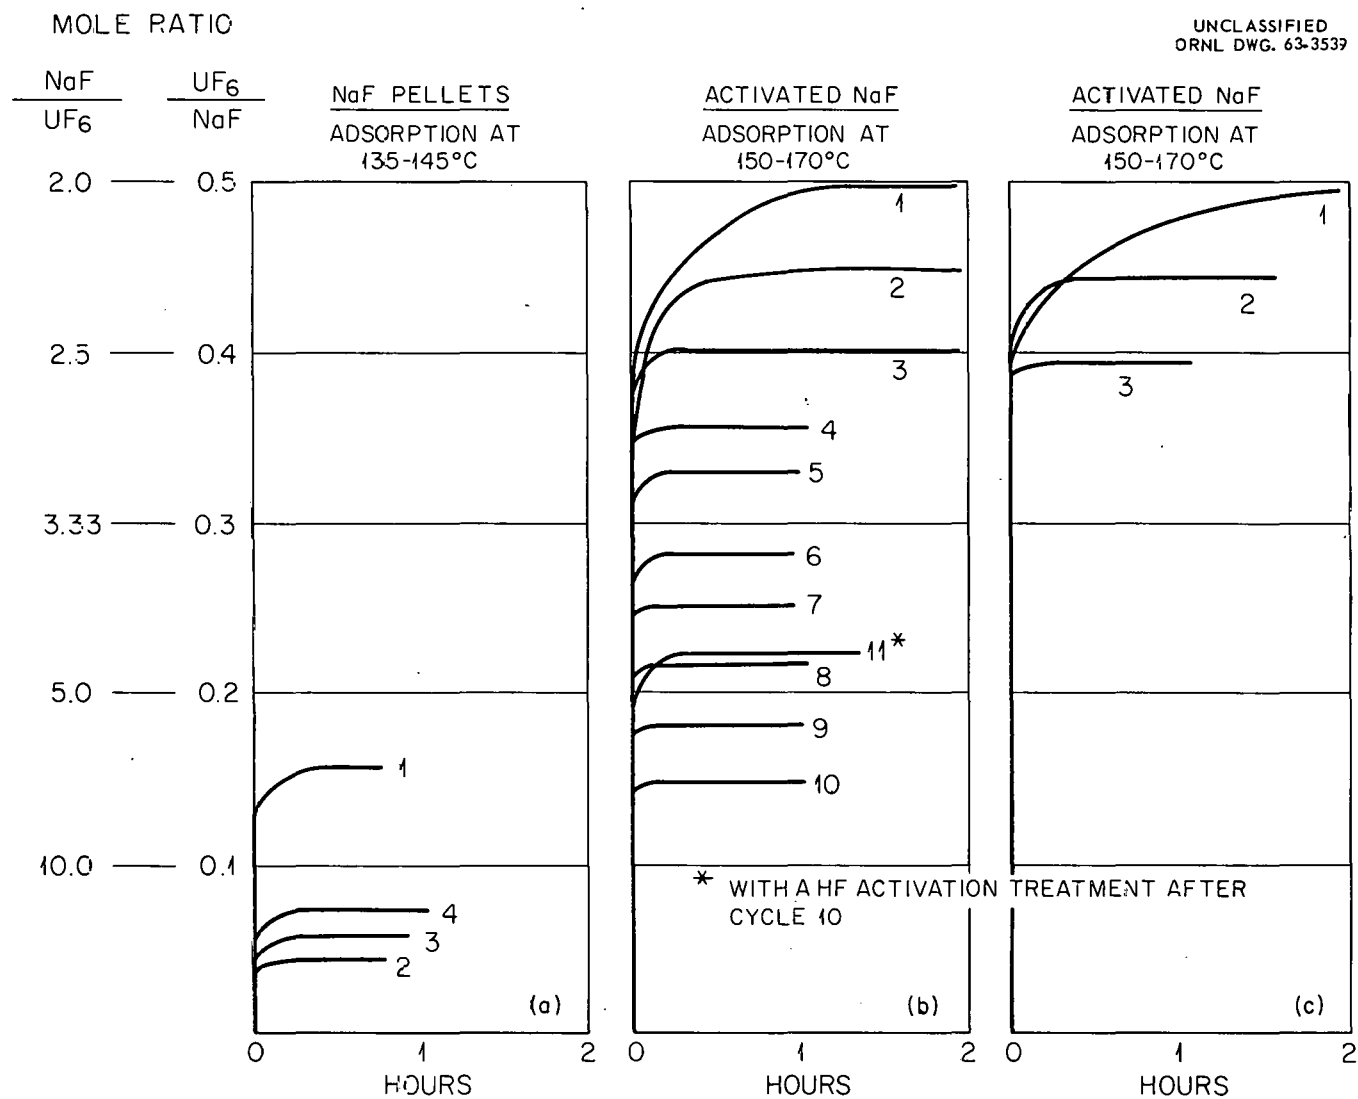 MOLE RATIO
UNCLASSIFIED
ORNL DWG. 63-3539
NaF
UF6
UF6
NaF
NaF PELLETS
ADSORPTION AT
135-145°C
ACTIVATED NaF
ADSORPTION AT
150-170°C
ACTIVATED NaF
ADSORPTION AT
150-170°C
2.0 0.5
2.5 0.4
3.33 0.3
5.0 0.2
10.0 0.1
1
4
3
2
(a)
0 1 2
HOURS
1
2
3
4
5
6
7
11*
8
9
10
* WITH A HF ACTIVATION TREATMENT AFTER
CYCLE 10
(b)
0 1 2
HOURS
1
2
3
(c)
0 1 2
HOURS